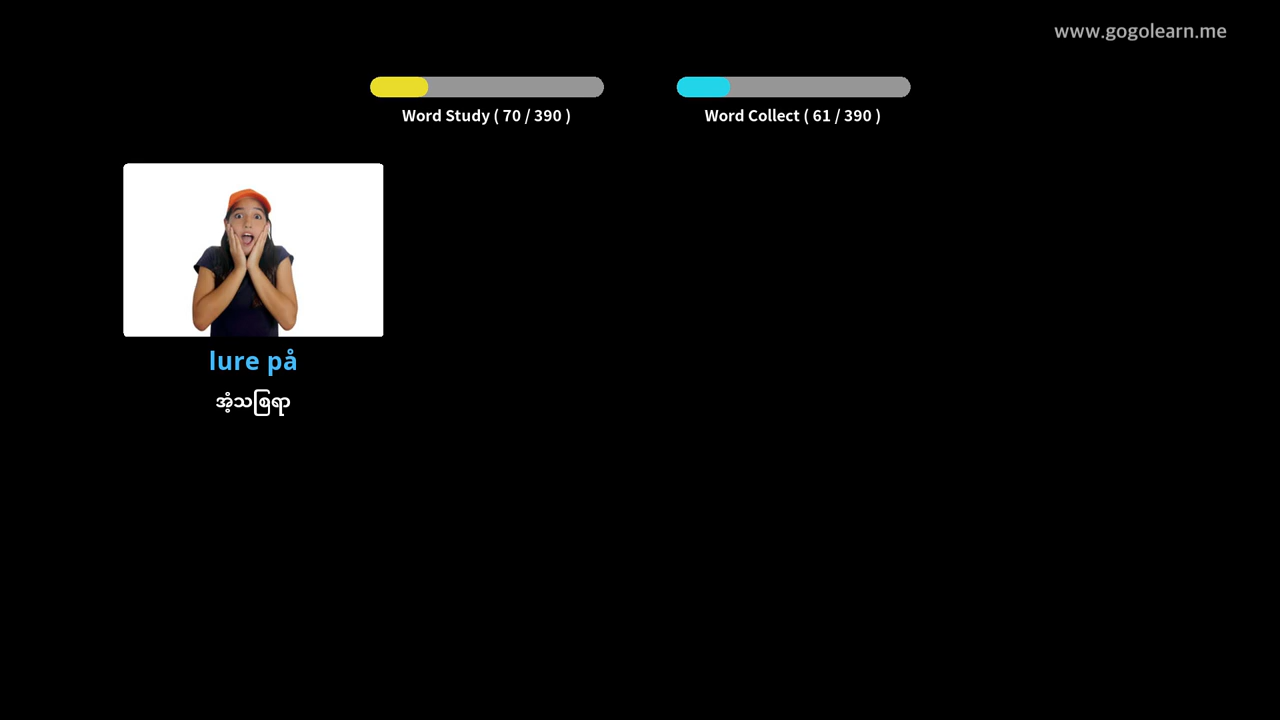 www.gogolearn.me
Word Study ( 70 / 390 )
Word Collect ( 61 / 390 )
lure på
အံ့သစြရာ